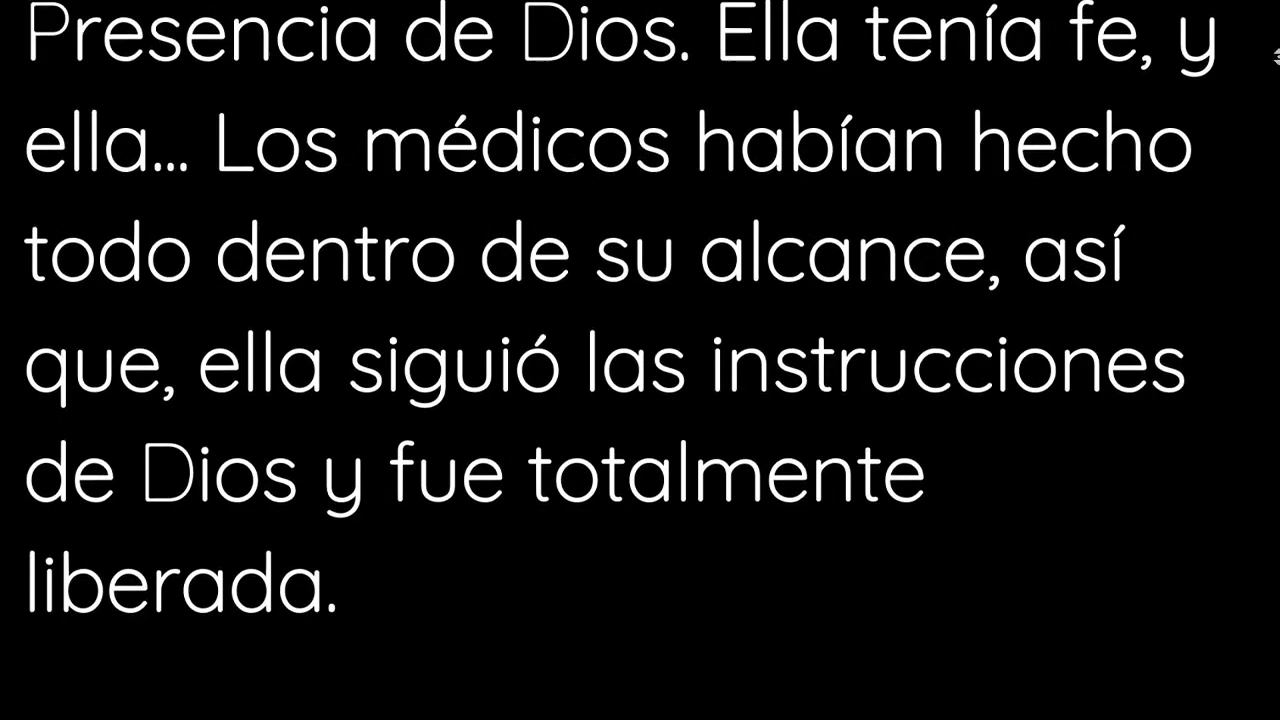 Presencia de Dios. Ella tenía fe, y
ella... Los médicos habían hecho
todo dentro de su alcance, así
que, ella siguió las instrucciones
de Dios y fue totalmente
liberada.